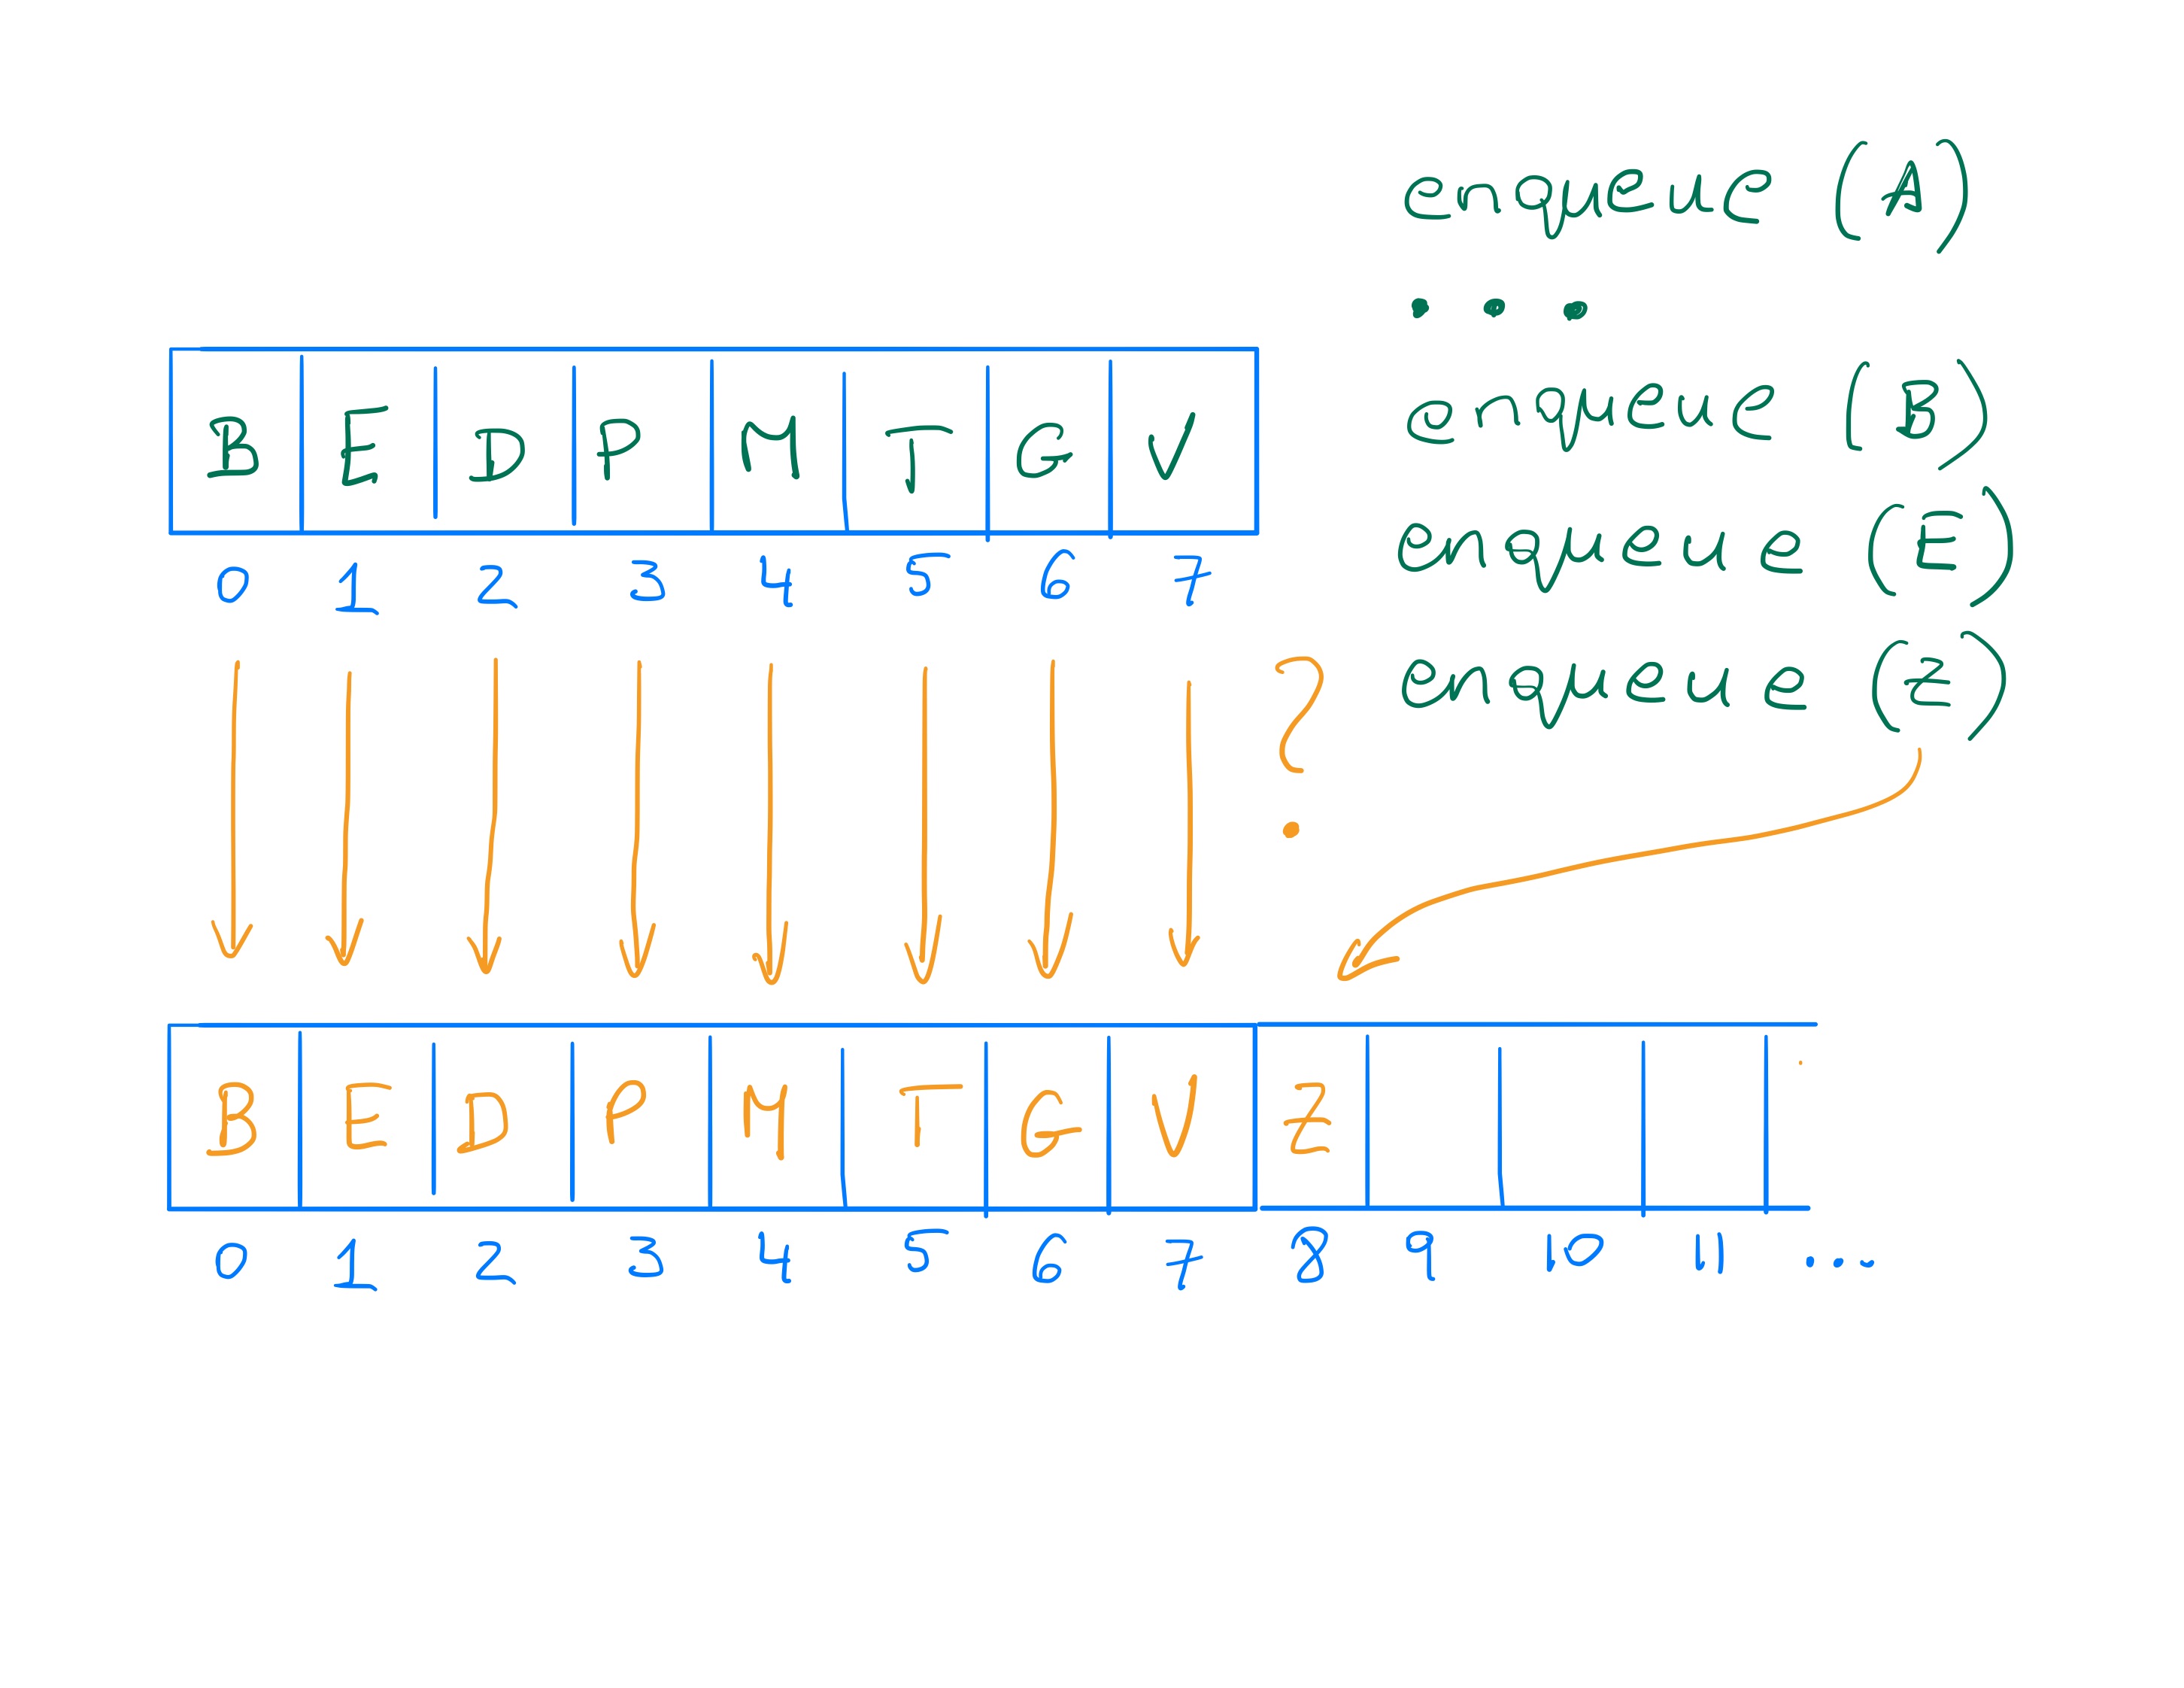 enqueue (A)
...
enqueue (B)
B E D P M T G V
enqueue (E)
0 1 2 3 4 5 6 7
enqueue (Z)
?
B E D P M T G V Z
0 1 2 3 4 5 6 7 8 9 10 11 ...